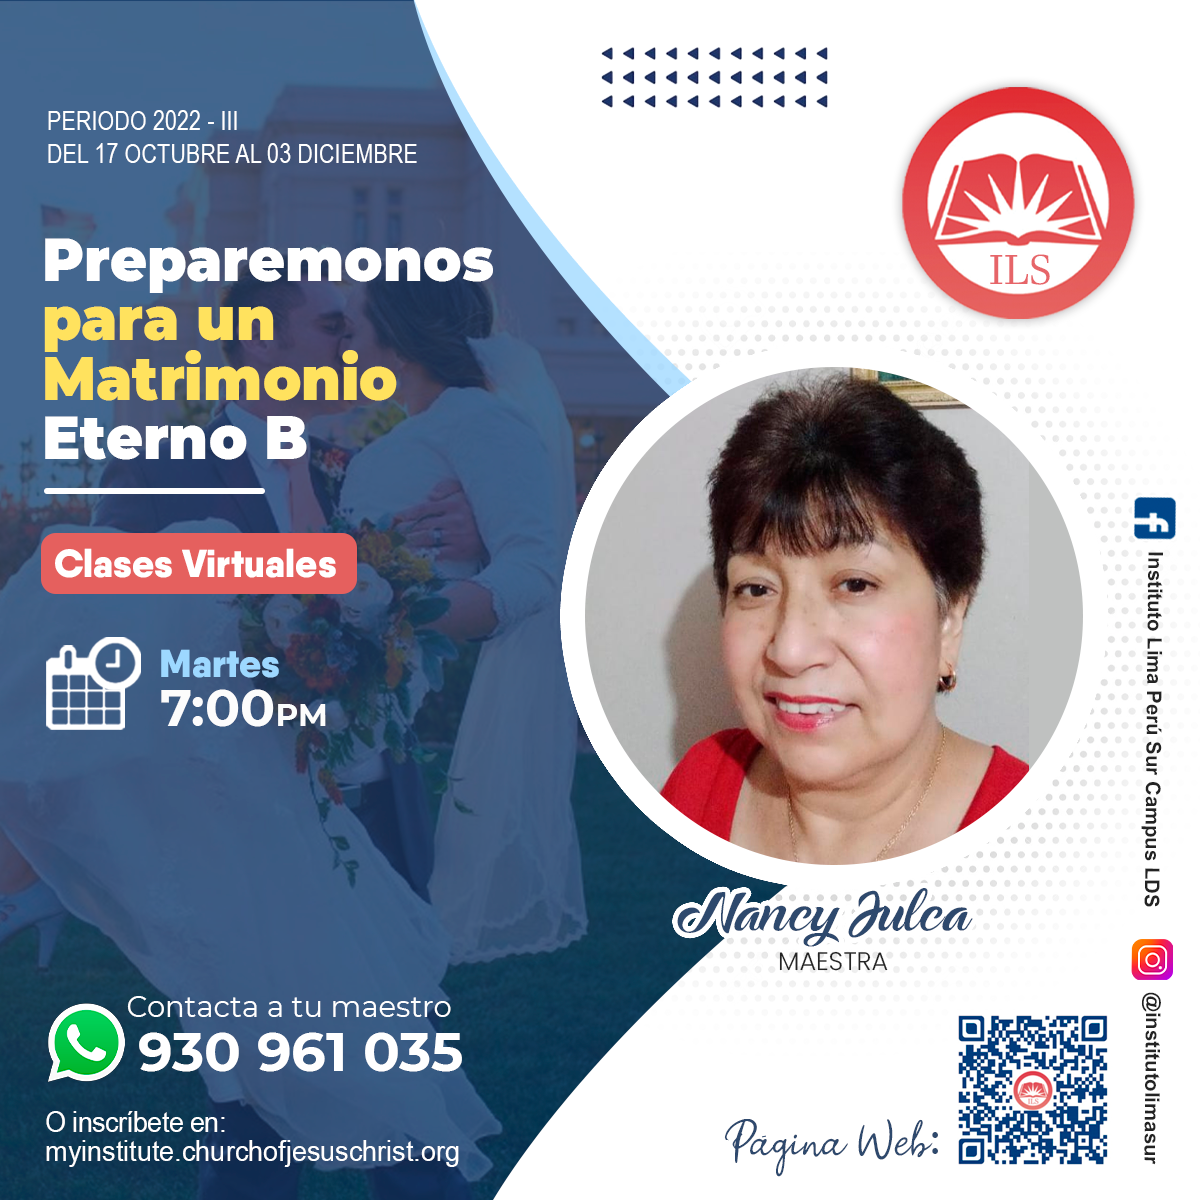 PERIODO 2022 - III
DEL 17 OCTUBRE AL 03 DICIEMBRE
Preparemonos
para un
Matrimonio
Eterno B
Clases Virtuales
Martes
7:00PM
Contacta a tu maestro
930 961 035
O inscríbete en:
myinstitute.churchofjesuschrist.org
ILS
Nancy Julca
MAESTRA
Instituto Lima Perú Sur Campus LDS
@institutolimasur
Página Web:
ILS